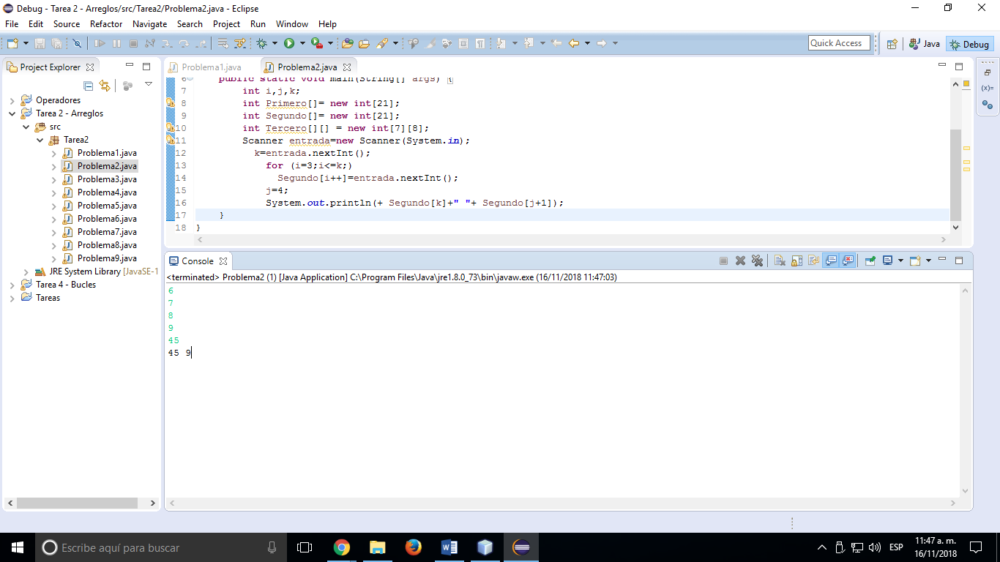 Debug - Tarea 2 - Arreglos/src/Tarea2/Problema2.java - Eclipse
File Edit Source Refactor Navigate Search Project Run Window Help
Quick Access
Java
Debug
Project Explorer
Operadores
Tarea 2 - Arreglos
src
Tarea2
Problema1.java
Problema2.java
Problema3.java
Problema4.java
Problema5.java
Problema6.java
Problema7.java
Problema8.java
Problema9.java
JRE System Library [JavaSE-1
Tarea 4 - Bucles
Tareas
Problema1.java
Problema2.java
6 public static void main(String[] args) {
7 int i,j,k;
8 int Primero[]= new int[21];
9 int Segundo[]= new int[21];
10 int Tercero[][] = new int[7][8];
11 Scanner entrada=new Scanner(System.in);
12 k=entrada.nextInt();
13 for (i=3;i<=k;)
14 Segundo[i++]=entrada.nextInt();
15 j=4;
16 System.out.println(+ Segundo[k]+" "+ Segundo[j+1]);
17 }
18 }
(x)=
Console
<terminated> Problema2 (1) [Java Application] C:\Program Files\Java\jre1.8.0_73\bin\javaw.exe (16/11/2018 11:47:03)
6
7
8
9
45
45 9
Escribe aquí para buscar
ESP
11:47 a. m.
16/11/2018